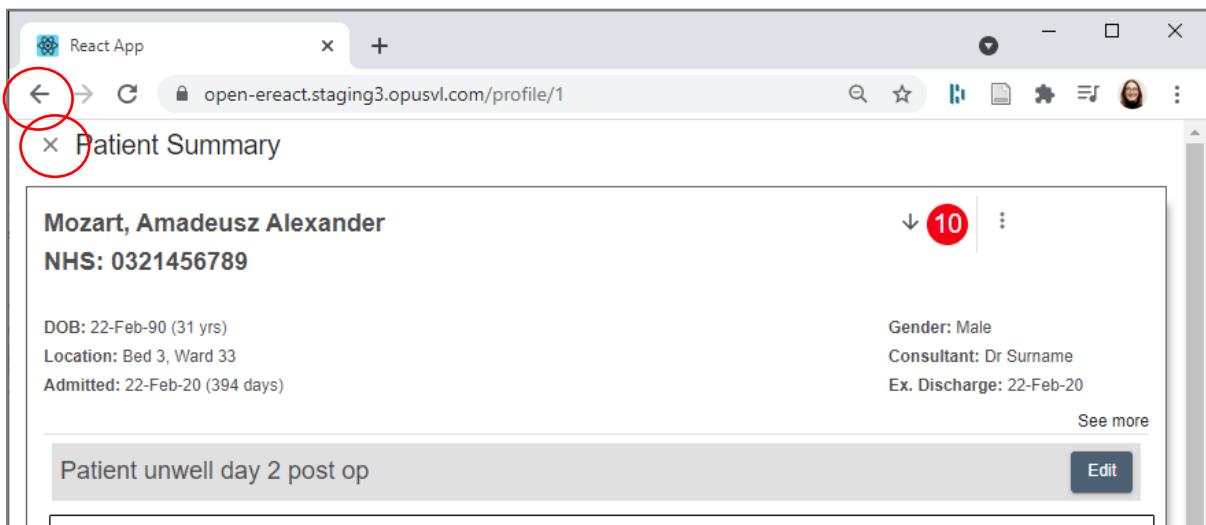 React App
open-ereact.staging3.opusvl.com/profile/1
Patient Summary
Mozart, Amadeusz Alexander
10
NHS: 0321456789
DOB: 22-Feb-90 (31 yrs)
Gender: Male
Location: Bed 3, Ward 33
Consultant: Dr Surname
Admitted: 22-Feb-20 (394 days)
Ex. Discharge: 22-Feb-20
See more
Patient unwell day 2 post op
Edit